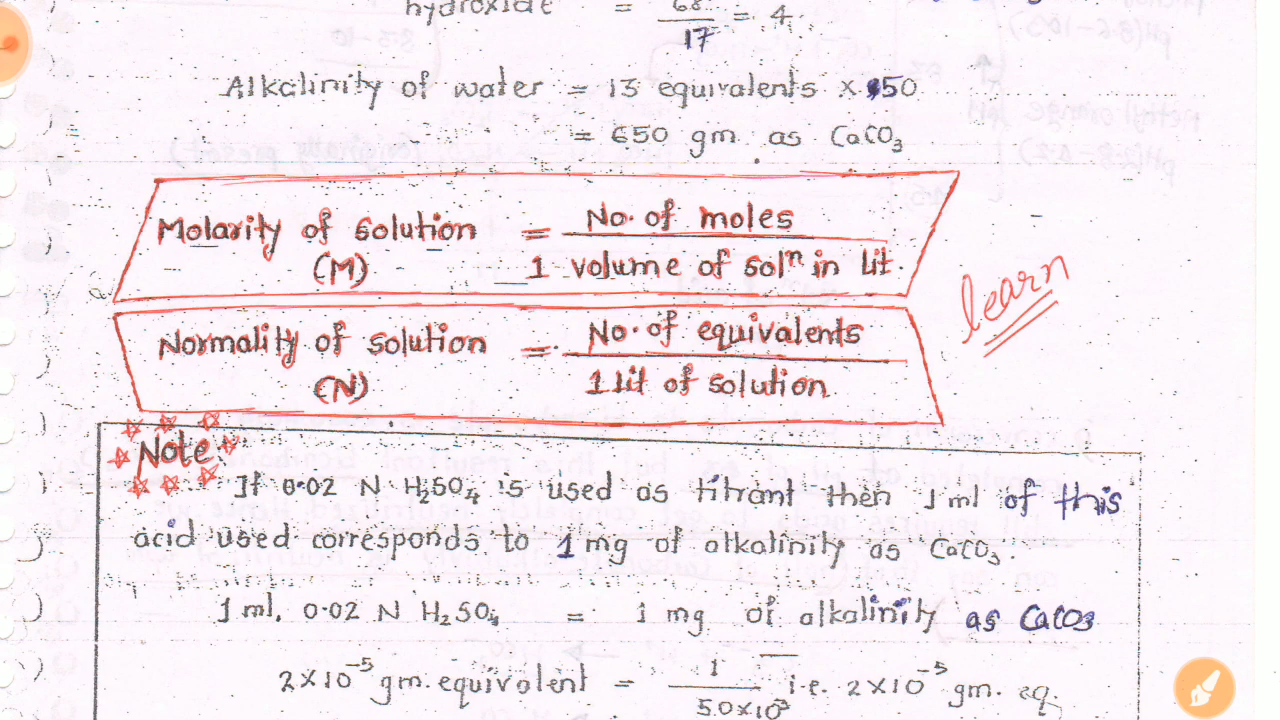 hydroxide = 68/17 = 4.
Alkalinity of water = 13 equivalents × 50
= 650 gm as CaCO₃
Molarity of solution = No. of moles
(M) 1 volume of solⁿ in lit.
Normality of solution = No. of equivalents
(N) 1 lit of solution
learn
Note:
If 0.02 N H₂SO₄ is used as titrant then 1 ml of this
acid used corresponds to 1 mg of alkalinity as CaCO₃.
1 ml. 0.02 N H₂SO₄ = 1 mg of alkalinity as CaCO3
2×10⁻⁵ gm. equivalent = 1/50×10³ i.e. 2×10⁻⁵ gm. eq.